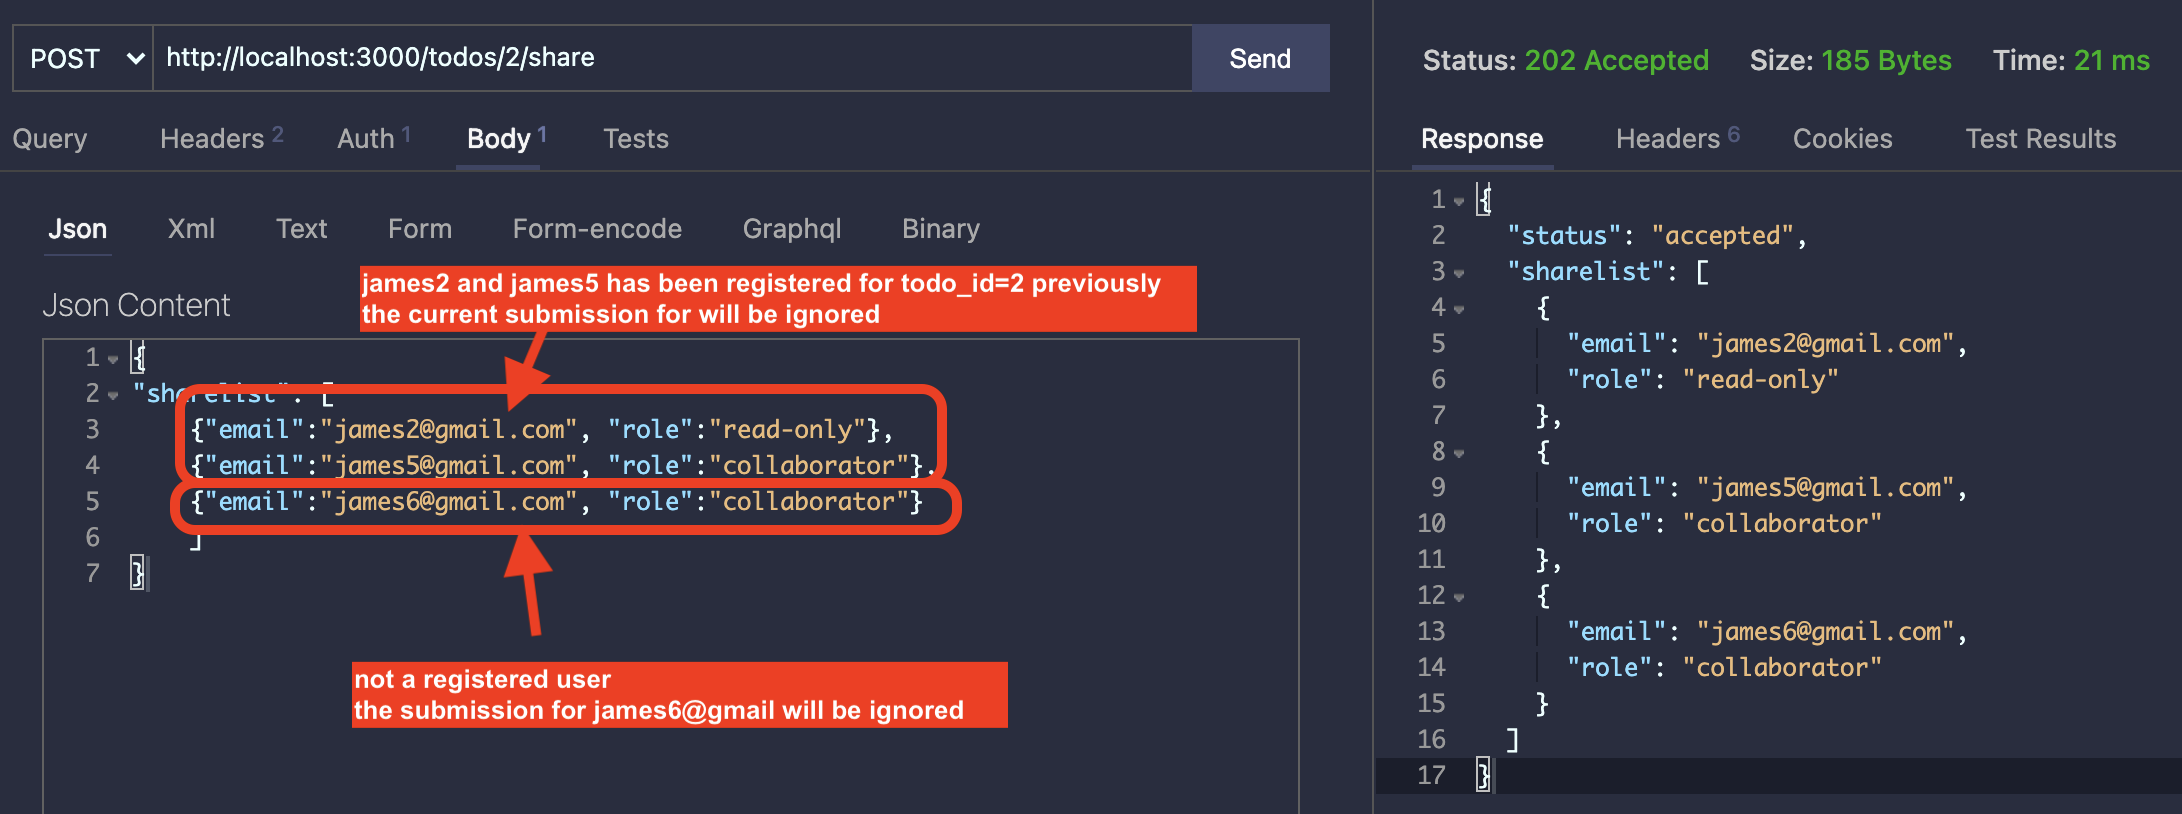 POST http://localhost:3000/todos/2/share Send
Query Headers 2 Auth 1 Body 1 Tests
Json Xml Text Form Form-encode Graphql Binary
Json Content
james2 and james5 has been registered for todo_id=2 previously
the current submission for will be ignored
1 {
2 "sharelist": [
3 {"email":"james2@gmail.com", "role":"read-only"},
4 {"email":"james5@gmail.com", "role":"collaborator"},
5 {"email":"james6@gmail.com", "role":"collaborator"}
6 ]
7 }
not a registered user
the submission for james6@gmail will be ignored
Status: 202 Accepted Size: 185 Bytes Time: 21 ms
Response Headers 6 Cookies Test Results
1 {
2 "status": "accepted",
3 "sharelist": [
4 {
5 "email": "james2@gmail.com",
6 "role": "read-only"
7 },
8 {
9 "email": "james5@gmail.com",
10 "role": "collaborator"
11 },
12 {
13 "email": "james6@gmail.com",
14 "role": "collaborator"
15 }
16 ]
17 }